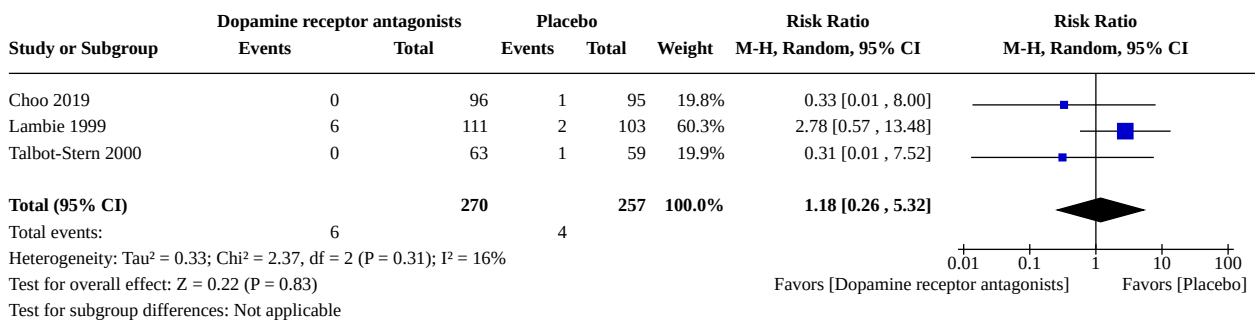 Dopamine receptor antagonists Placebo Risk Ratio Risk Ratio
Study or Subgroup Events Total Events Total Weight M-H, Random, 95% CI M-H, Random, 95% CI
Choo 2019 0 96 1 95 19.8% 0.33 [0.01 , 8.00]
Lambie 1999 6 111 2 103 60.3% 2.78 [0.57 , 13.48]
Talbot-Stern 2000 0 63 1 59 19.9% 0.31 [0.01 , 7.52]
Total (95% CI) 270 257 100.0% 1.18 [0.26 , 5.32]
Total events: 6 4
Heterogeneity: Tau² = 0.33; Chi² = 2.37, df = 2 (P = 0.31); I² = 16%
0.01 0.1 1 10 100
Test for overall effect: Z = 0.22 (P = 0.83) Favors [Dopamine receptor antagonists] Favors [Placebo]
Test for subgroup differences: Not applicable